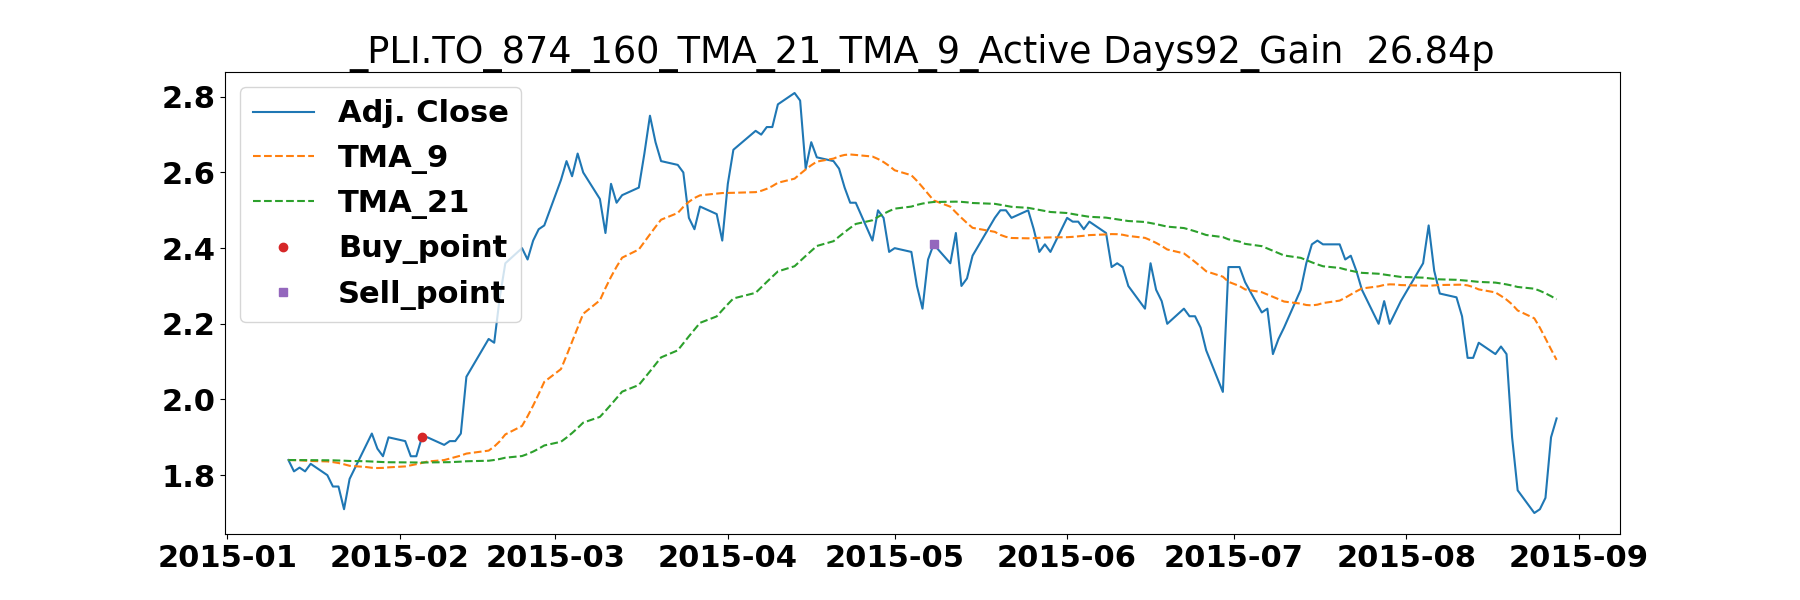 _PLI.TO_874_160_TMA_21_TMA_9_Active Days92_Gain  26.84p
2.8
2.6
2.4
2.2
2.0
1.8
Adj. Close
TMA_9
TMA_21
Buy_point
Sell_point
2015-01 2015-02 2015-03 2015-04 2015-05 2015-06 2015-07 2015-08 2015-09